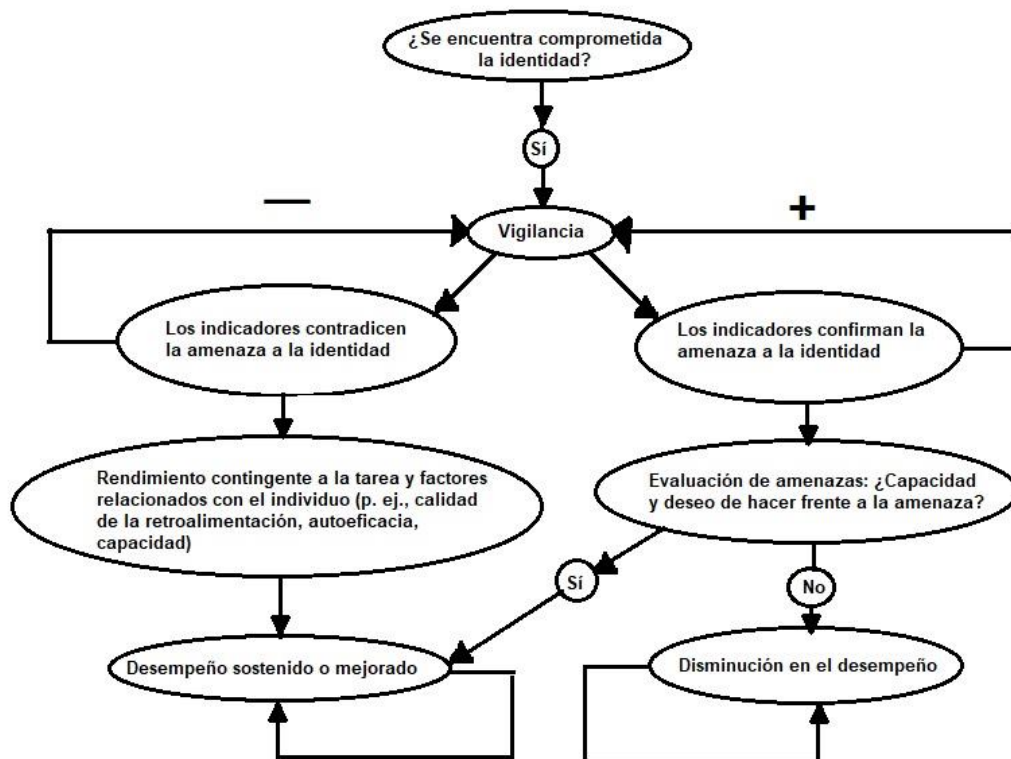 ¿Se encuentra comprometida
la identidad?
Sí
—
+
Vigilancia
Los indicadores contradicen
la amenaza a la identidad
Los indicadores confirman la
amenaza a la identidad
Rendimiento contingente a la tarea y factores
relacionados con el individuo (p. ej., calidad
de la retroalimentación, autoeficacia,
capacidad)
Evaluación de amenazas: ¿Capacidad
y deseo de hacer frente a la amenaza?
Sí
No
Desempeño sostenido o mejorado
Disminución en el desempeño